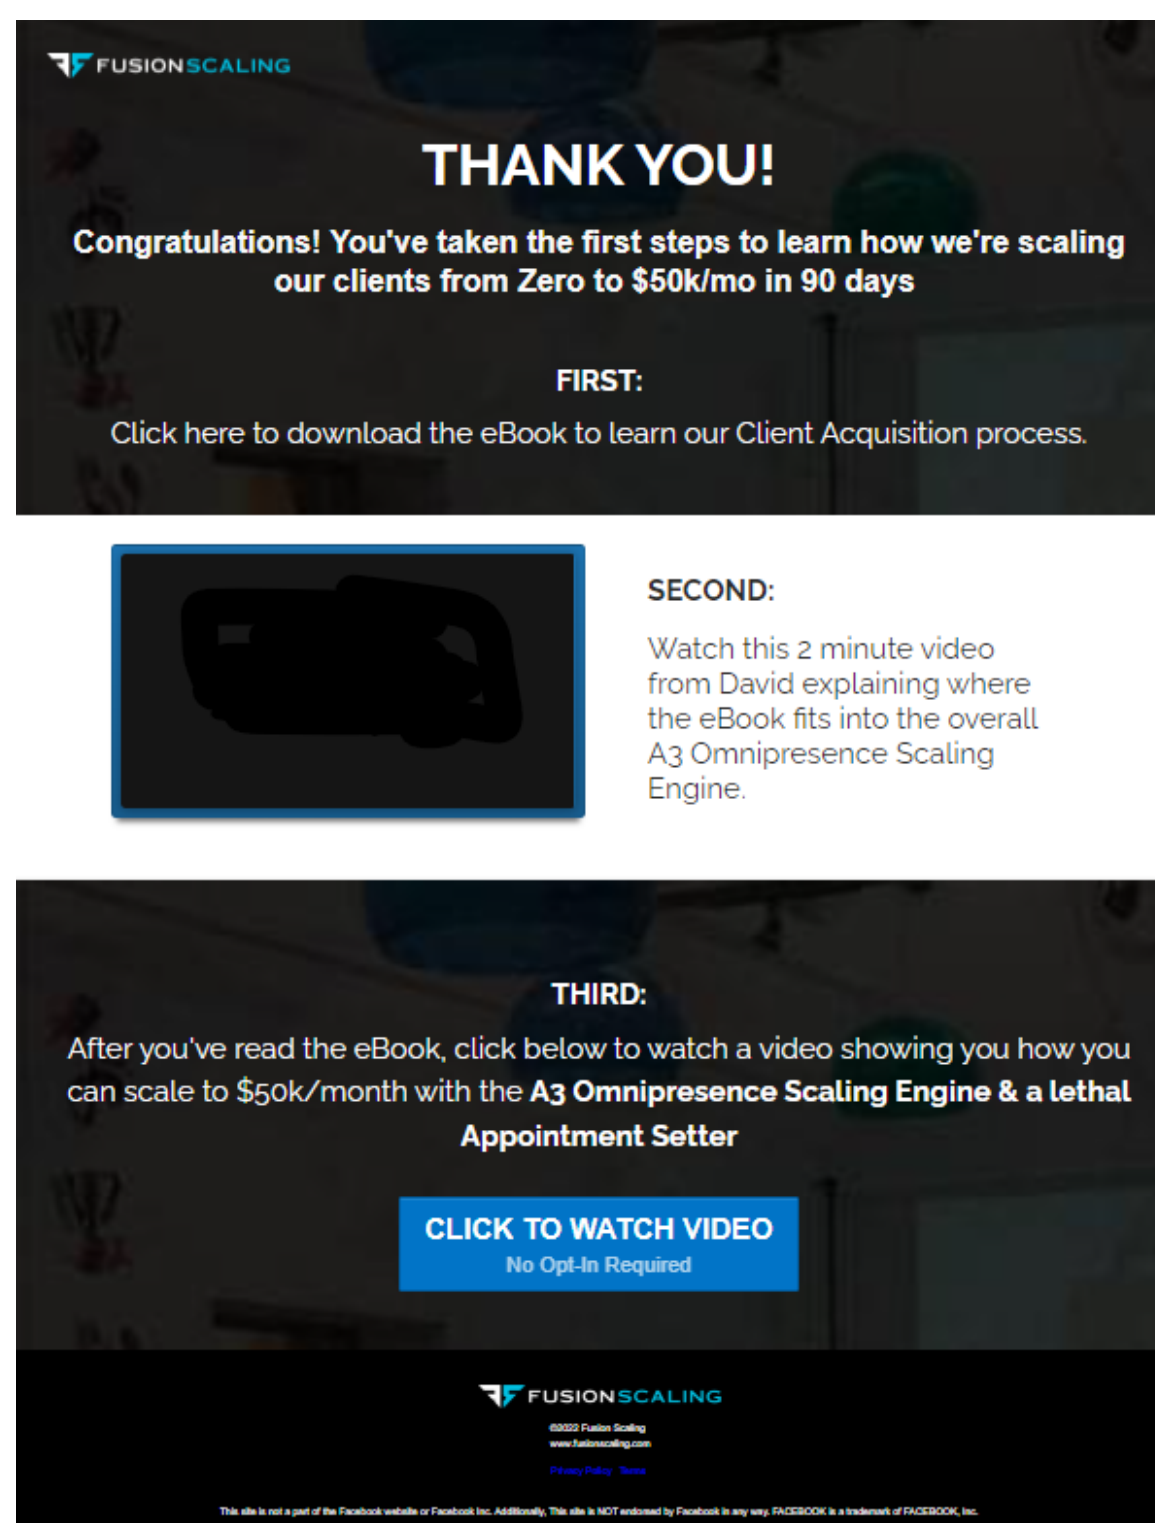 FUSIONSCALING
THANK YOU!
Congratulations! You've taken the first steps to learn how we're scaling
our clients from Zero to $50k/mo in 90 days
FIRST:
Click here to download the eBook to learn our Client Acquisition process.
SECOND:
Watch this 2 minute video
from David explaining where
the eBook fits into the overall
A3 Omnipresence Scaling
Engine.
THIRD:
After you've read the eBook, click below to watch a video showing you how you
can scale to $50k/month with the A3 Omnipresence Scaling Engine & a lethal
Appointment Setter
CLICK TO WATCH VIDEO
No Opt-In Required
FUSIONSCALING
©2022 Fusion Scaling
www.fusionscaling.com
Privacy Policy Terms
This site is not a part of the Facebook website or Facebook Inc. Additionally, This site is NOT endorsed by Facebook in any way. FACEBOOK is a trademark of FACEBOOK, Inc.